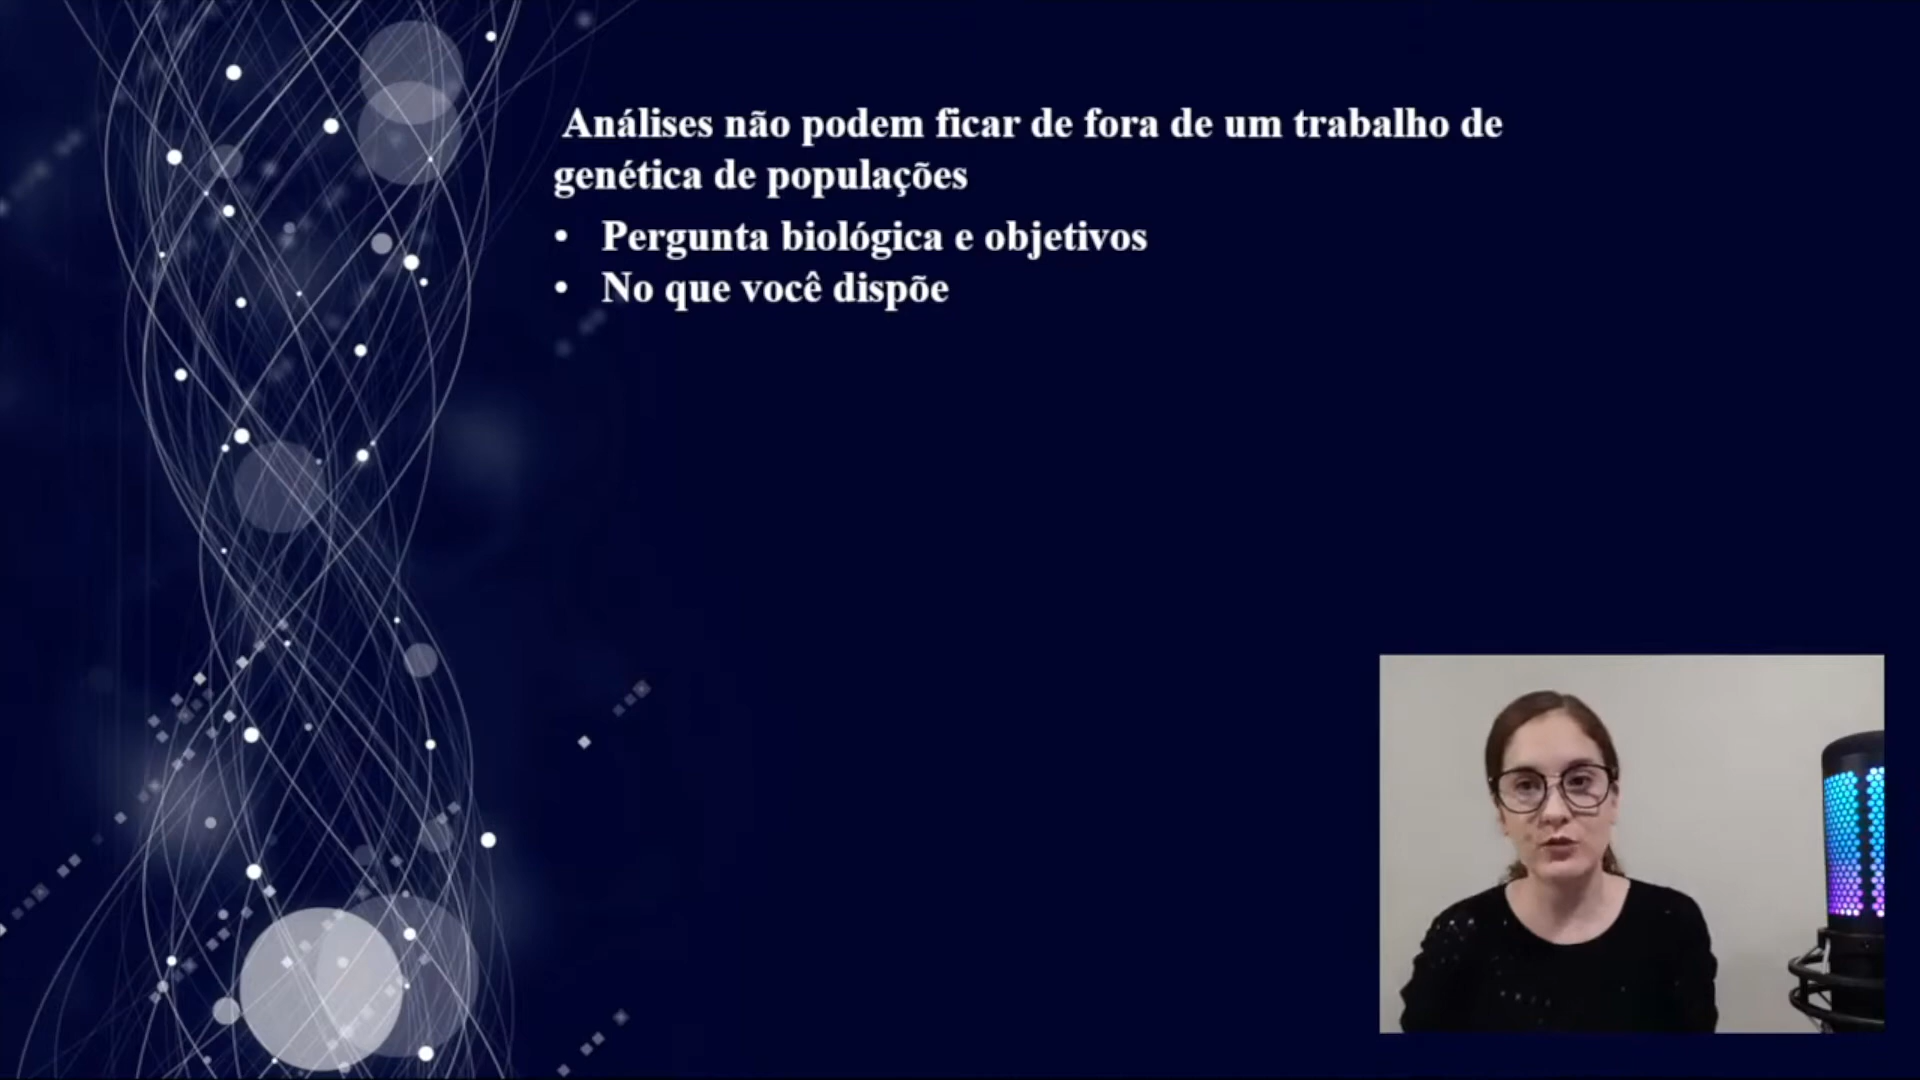 Análises não podem ficar de fora de um trabalho de
genética de populações
• Pergunta biológica e objetivos
• No que você dispõe